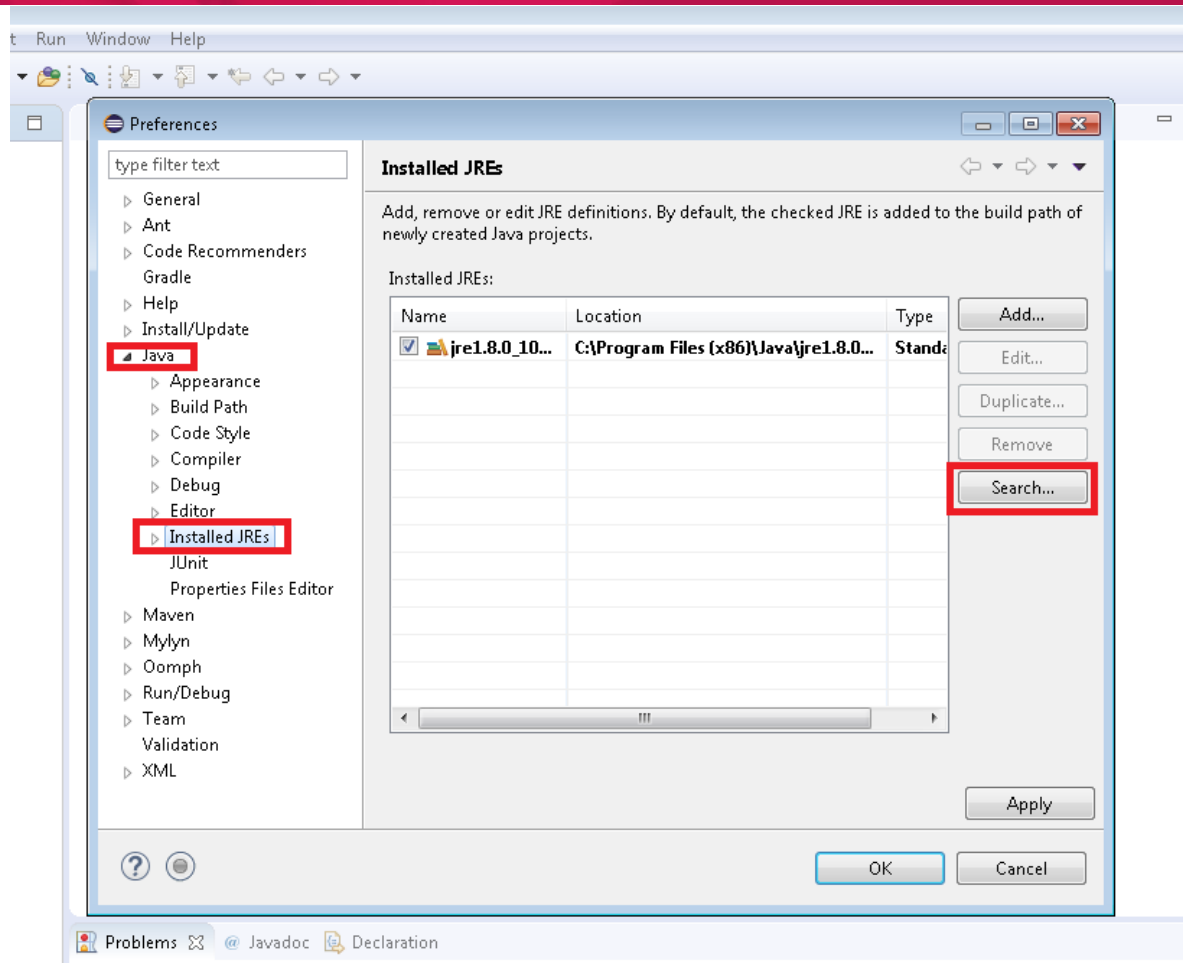 t Run Window Help
Preferences
type filter text
General
Ant
Code Recommenders
Gradle
Help
Install/Update
Java
Appearance
Build Path
Code Style
Compiler
Debug
Editor
Installed JREs
JUnit
Properties Files Editor
Maven
Mylyn
Oomph
Run/Debug
Team
Validation
XML
Installed JREs
Add, remove or edit JRE definitions. By default, the checked JRE is added to the build path of
newly created Java projects.
Installed JREs:
Name Location Type
jre1.8.0_10... C:\Program Files (x86)\Java\jre1.8.0... Standa
Add...
Edit...
Duplicate...
Remove
Search...
Apply
OK Cancel
Problems @ Javadoc Declaration